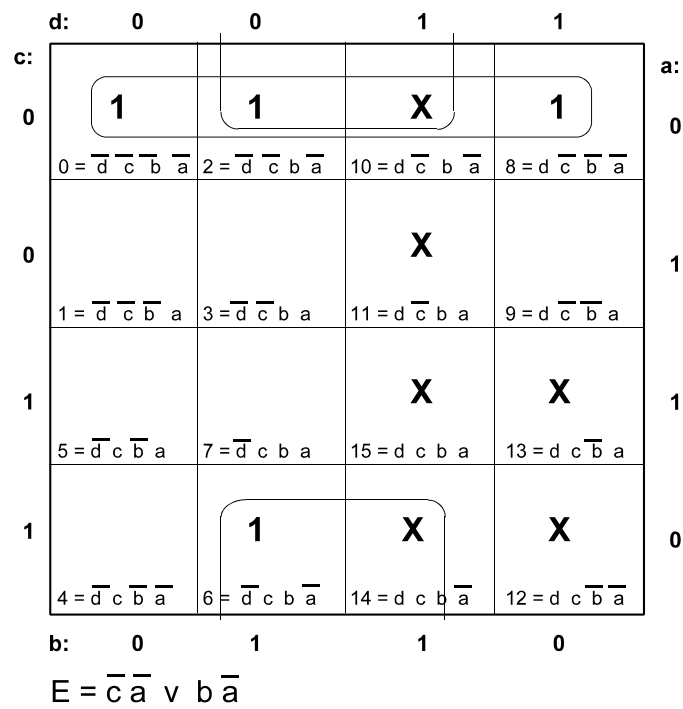 d: 0 0 1 1
c: a:
0 1 1 X 1 0
0 = d̅ c̅ b̅ a̅ 2 = d̅ c̅ b a̅ 10 = d c̅ b a̅ 8 = d c̅ b̅ a̅
0 X 1
1 = d̅ c̅ b̅ a 3 = d̅ c̅ b a 11 = d c̅ b a 9 = d c̅ b̅ a
1 X X 1
5 = d̅ c b̅ a 7 = d̅ c b a 15 = d c b a 13 = d c b̅ a
1 1 X X 0
4 = d̅ c b̅ a̅ 6 = d̅ c b a̅ 14 = d c b a̅ 12 = d c b̅ a̅
b: 0 1 1 0
E = c̅ a̅ v b a̅